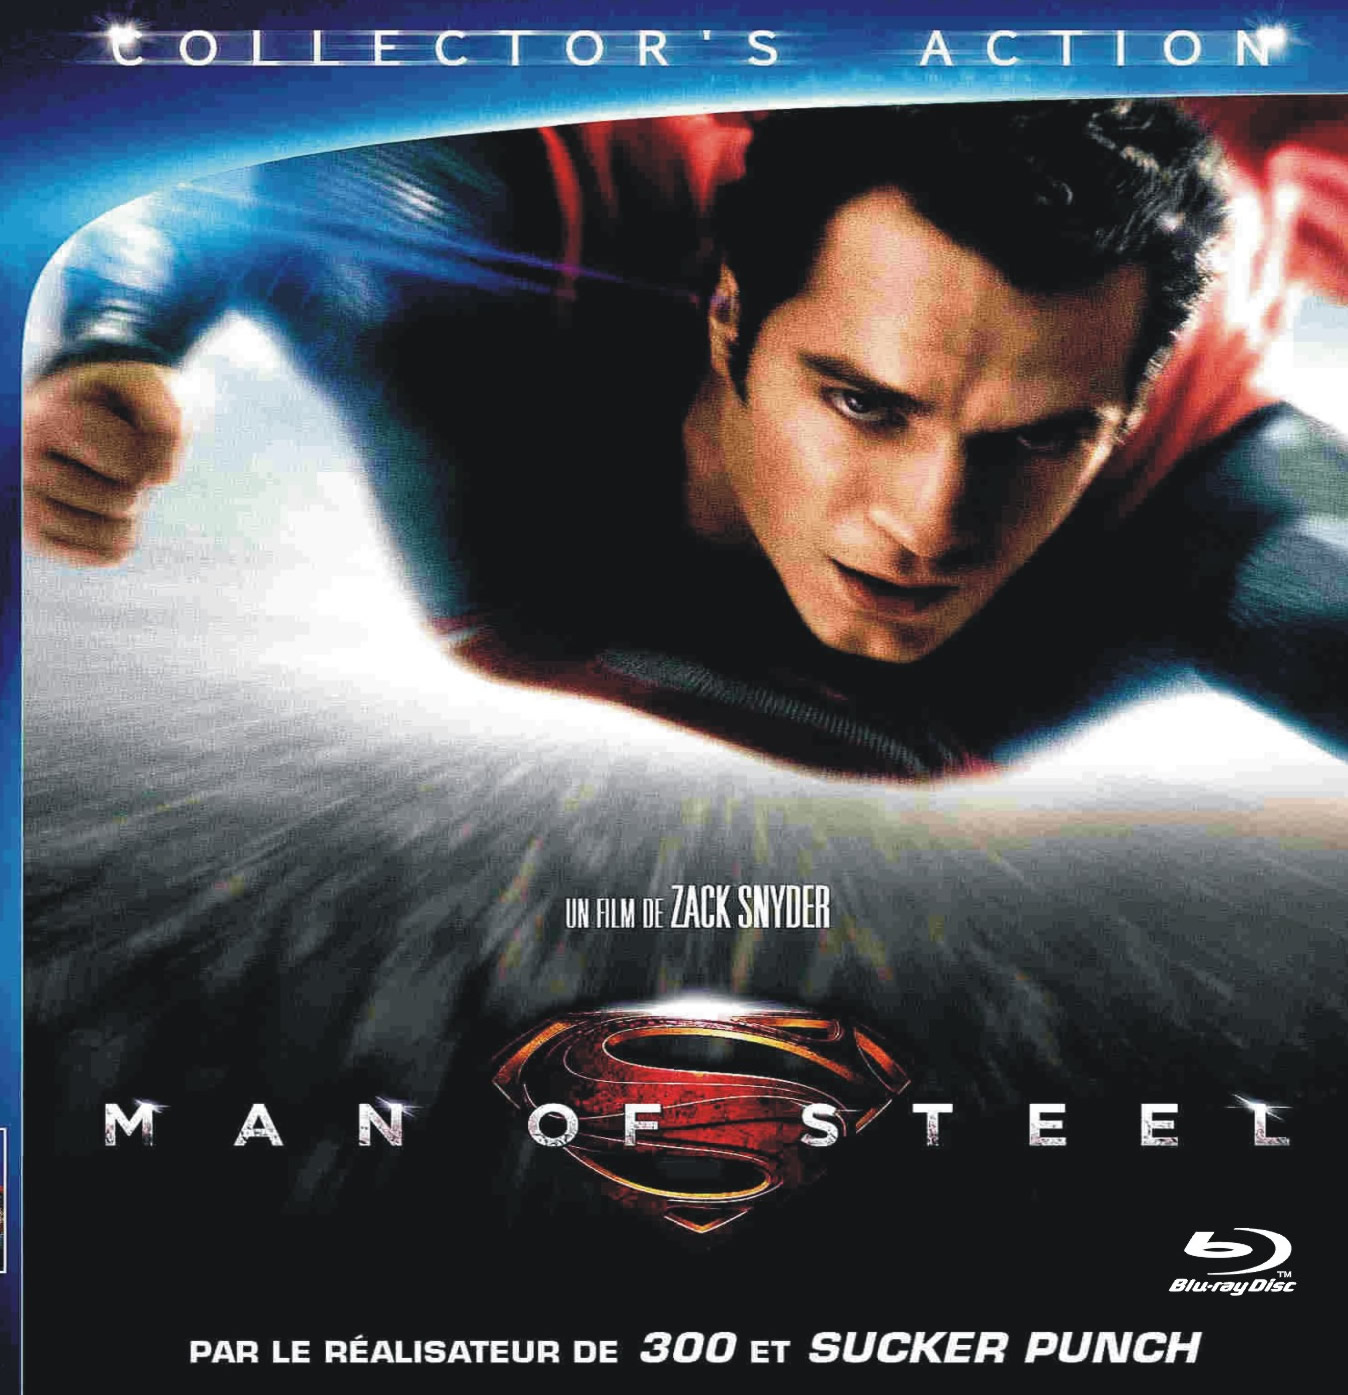 COLLECTOR'S ACTION
UN FILM DE ZACK SNYDER
MAN OF STEEL
Blu-ray Disc™
PAR LE RÉALISATEUR DE 300 ET SUCKER PUNCH